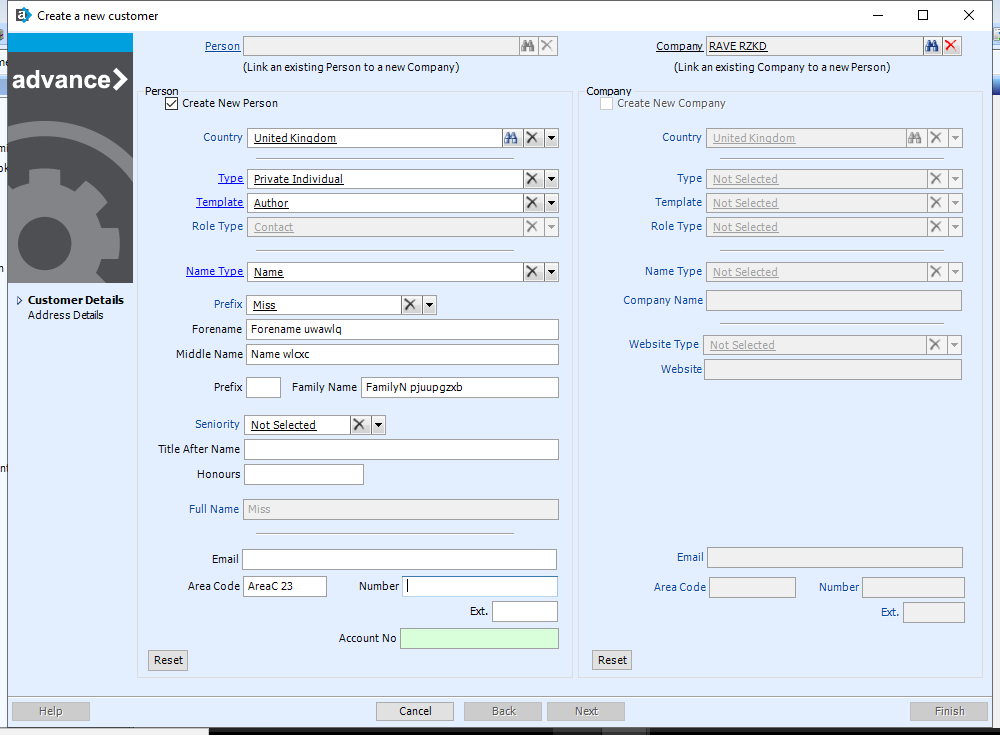 Create a new customer
advance
Customer Details
Address Details
Person
(Link an existing Person to a new Company)
Company RAVE RZKD
(Link an existing Company to a new Person)
Person
Create New Person
Country United Kingdom
Type Private Individual
Template Author
Role Type Contact
Name Type Name
Prefix Miss
Forename Forename uwawlq
Middle Name Name wlcxc
Prefix Family Name FamilyN pjuupgzxb
Seniority Not Selected
Title After Name
Honours
Full Name Miss
Email
Area Code AreaC 23 Number
Ext.
Account No
Reset
Company
Create New Company
Country United Kingdom
Type Not Selected
Template Not Selected
Role Type Not Selected
Name Type Not Selected
Company Name
Website Type Not Selected
Website
Email
Area Code Number
Ext.
Reset
Help Cancel Back Next Finish